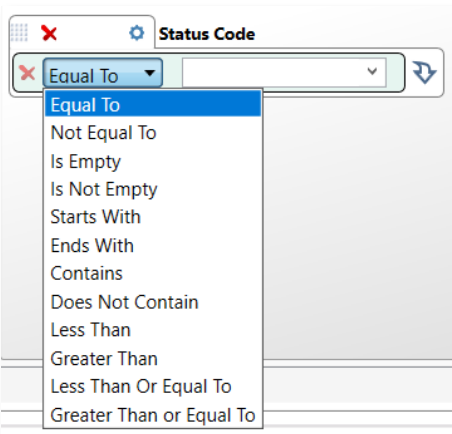 Status Code
Equal To
Equal To
Not Equal To
Is Empty
Is Not Empty
Starts With
Ends With
Contains
Does Not Contain
Less Than
Greater Than
Less Than Or Equal To
Greater Than or Equal To